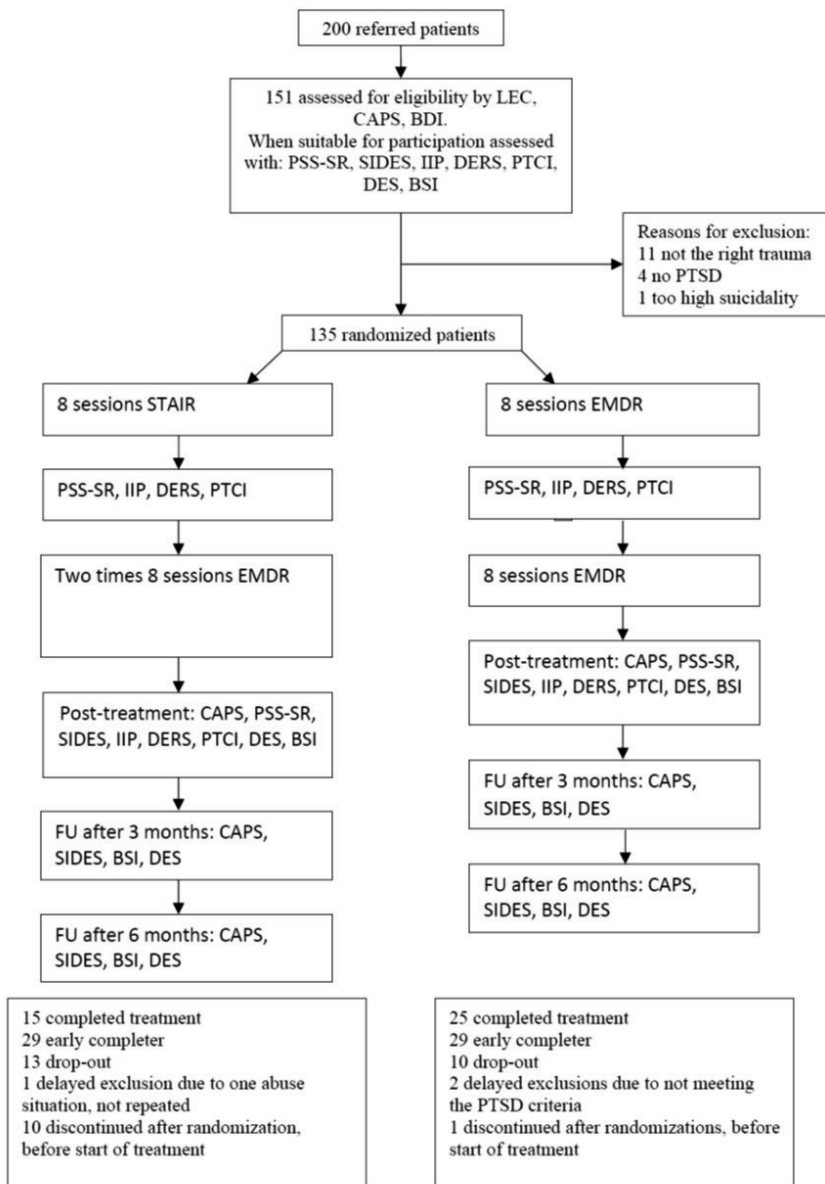 200 referred patients
151 assessed for eligibility by LEC,
CAPS, BDI.
When suitable for participation assessed
with: PSS-SR, SIDES, IIP, DERS, PTCI,
DES, BSI
Reasons for exclusion:
11 not the right trauma
4 no PTSD
1 too high suicidality
135 randomized patients
8 sessions STAIR
PSS-SR, IIP, DERS, PTCI
Two times 8 sessions EMDR
Post-treatment: CAPS, PSS-SR,
SIDES, IIP, DERS, PTCI, DES, BSI
FU after 3 months: CAPS,
SIDES, BSI, DES
FU after 6 months: CAPS,
SIDES, BSI, DES
15 completed treatment
29 early completer
13 drop-out
1 delayed exclusion due to one abuse
situation, not repeated
10 discontinued after randomization,
before start of treatment
8 sessions EMDR
PSS-SR, IIP, DERS, PTCI
8 sessions EMDR
Post-treatment: CAPS, PSS-SR,
SIDES, IIP, DERS, PTCI, DES, BSI
FU after 3 months: CAPS,
SIDES, BSI, DES
FU after 6 months: CAPS,
SIDES, BSI, DES
25 completed treatment
29 early completer
10 drop-out
2 delayed exclusions due to not meeting
the PTSD criteria
1 discontinued after randomizations, before
start of treatment